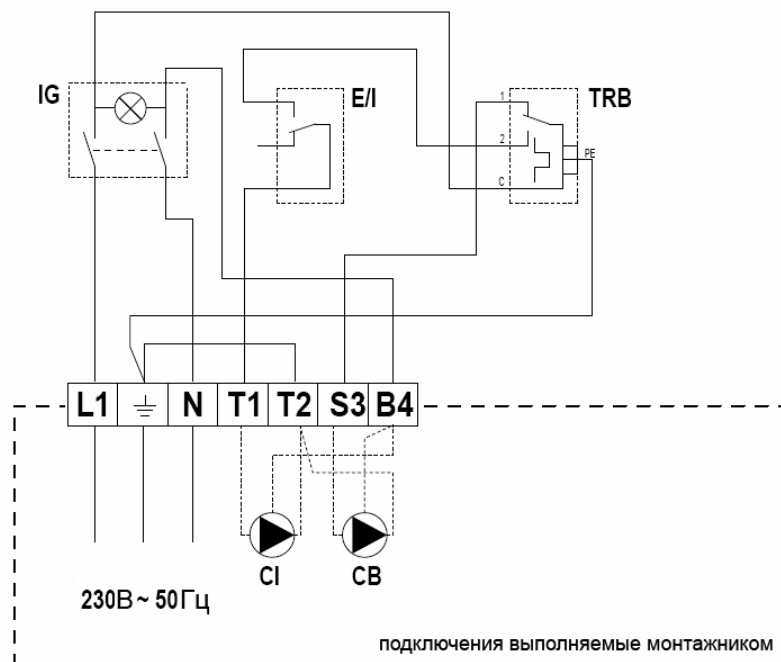 IG
E/I
TRB
1
2
C
PE
L1 N T1 T2 S3 B4
CI
CB
230В ~ 50Гц
подключения выполняемые монтажником